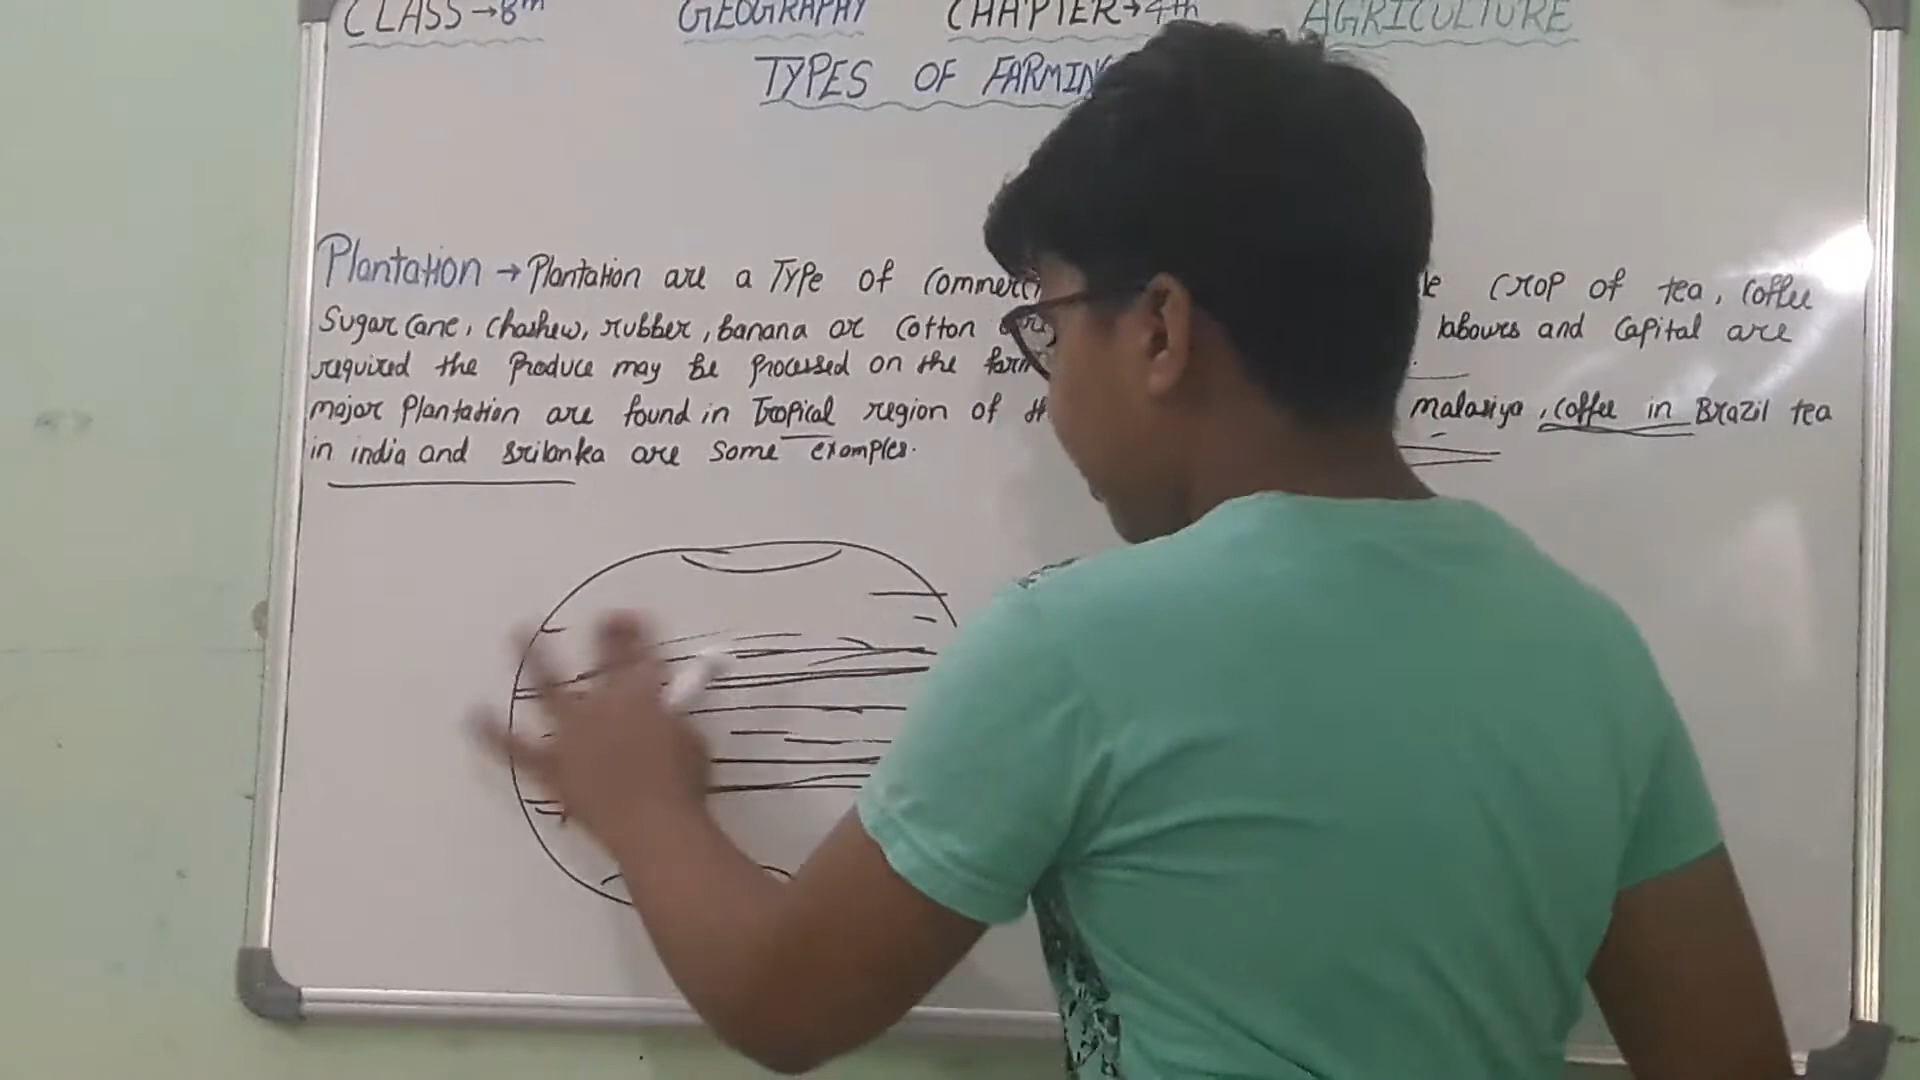 CLASS → 8th GEOGRAPHY CHAPTER → 4th AGRICULTURE
TYPES OF FARMIN
Plantation → Plantation are a Type of Commerci crop of tea, coffee
Sugarcane, chashew, rubber, banana or cotton labours and capital are
required the produce may be processed on the farm
major Plantation are found in Tropical region of malasiya, coffee in Brazil tea
in india and srilanka are some examples.